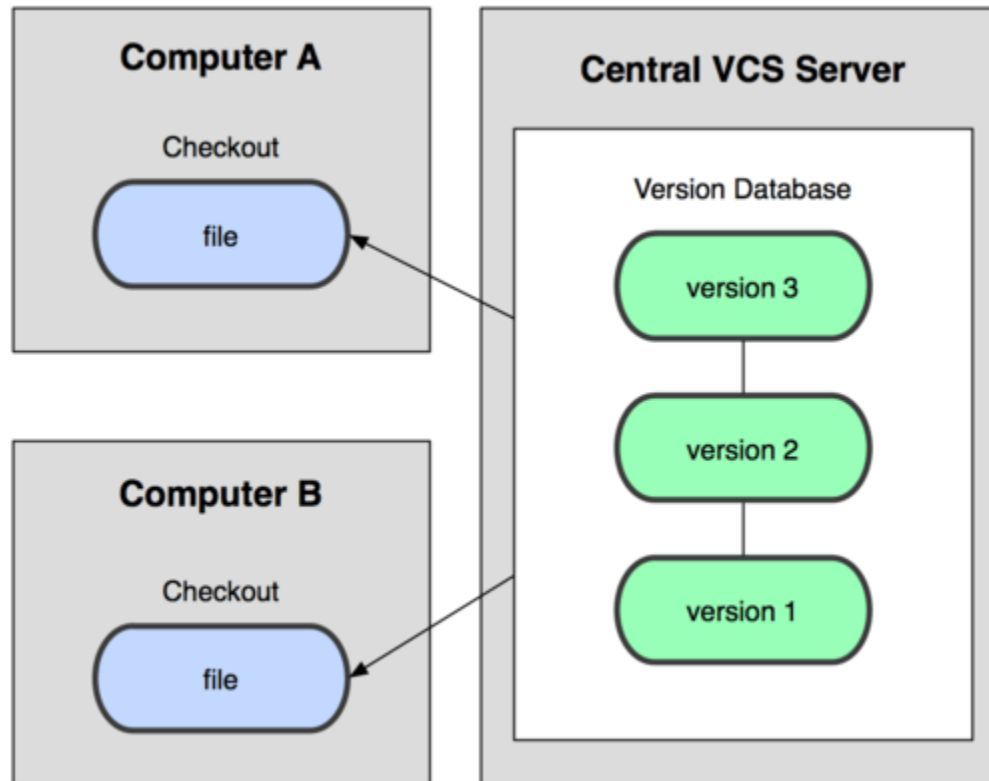 Computer A
Checkout
file
Computer B
Checkout
file
Central VCS Server
Version Database
version 3
version 2
version 1